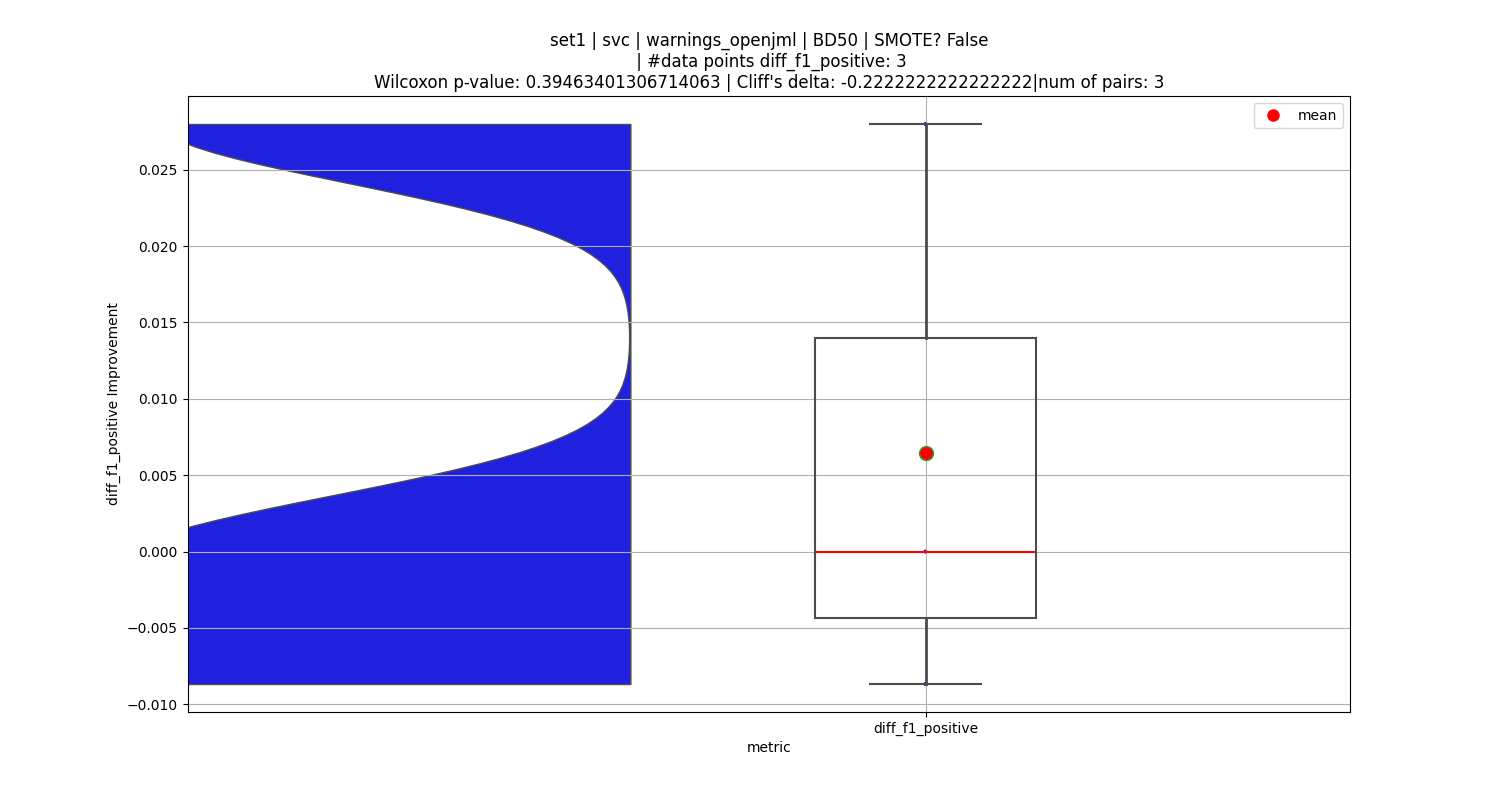 set1 | svc | warnings_openjml | BD50 | SMOTE? False
| #data points diff_f1_positive: 3
Wilcoxon p-value: 0.39463401306714063 | Cliff's delta: -0.2222222222222222|num of pairs: 3
mean
0.025
0.020
0.015
0.010
0.005
0.000
−0.005
−0.010
diff_f1_positive Improvement
diff_f1_positive
metric